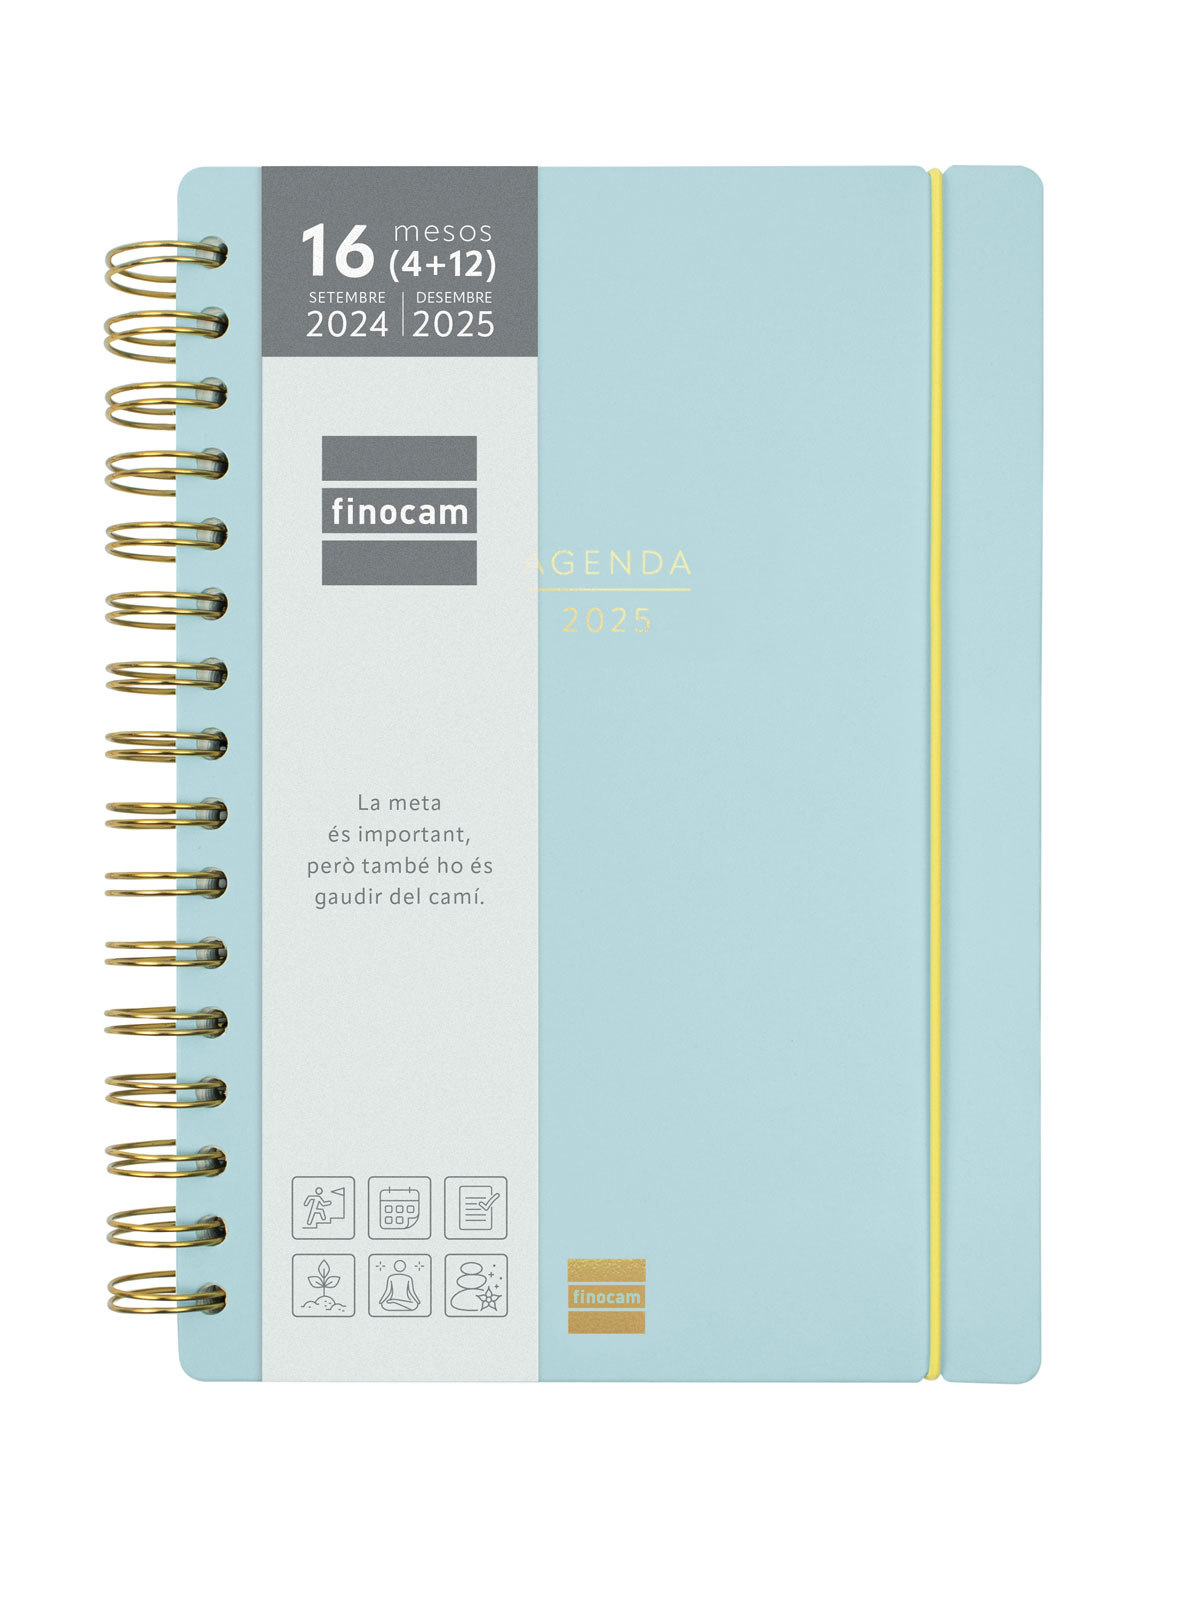 16 mesos
(4+12)
SETEMBRE
2024
DESEMBRE
2025
finocam
AGENDA
2025
La meta
és important,
però també ho és
gaudir del camí.
finocam